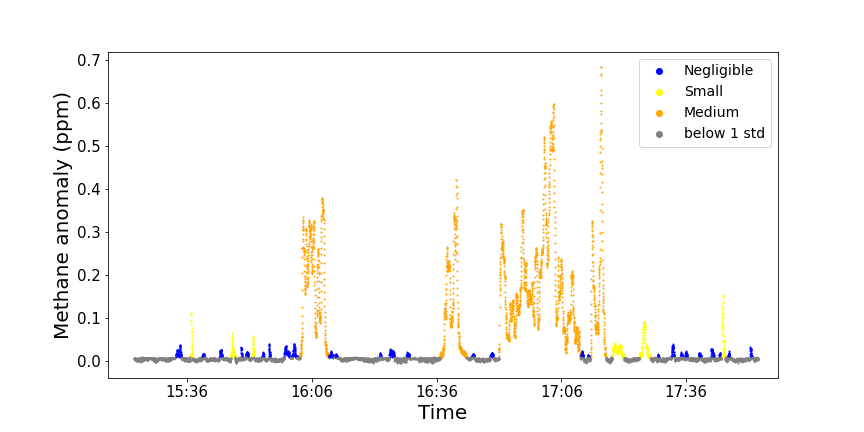 Methane anomaly (ppm)
0.7
0.6
0.5
0.4
0.3
0.2
0.1
0.0
Negligible
Small
Medium
below 1 std
15:36
16:06
16:36
17:06
17:36
Time